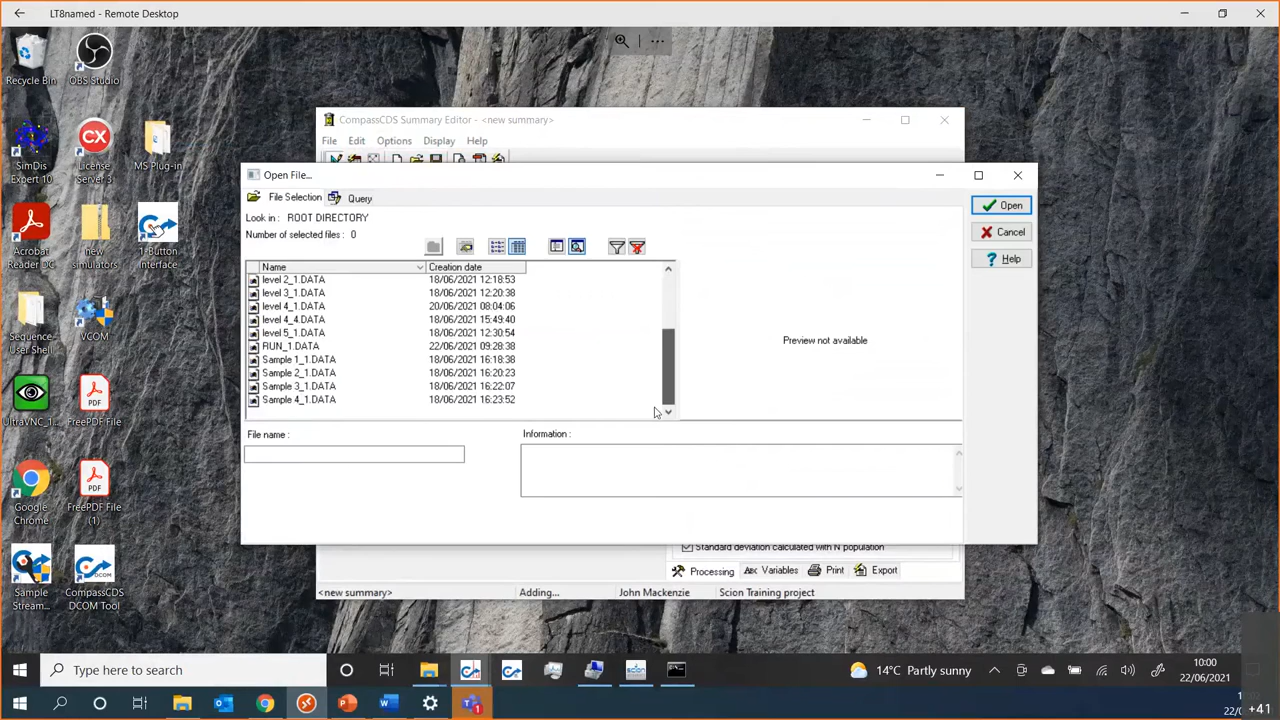 LT8named - Remote Desktop
Recycle Bin
OBS Studio
SimDis
Expert 10
License
Server 3
MS Plug-in
Acrobat
Reader DC
new
simulators
1-Button
Interface
Sequence
User Shell
VCOM
UltraVNC_1...
FreePDF File
Google
Chrome
FreePDF File
(1)
Sample
Stream...
CompassCDS
DCOM Tool
CompassCDS Summary Editor - <new summary>
File Edit Options Display Help
Open File...
File Selection Query
Look in : ROOT DIRECTORY
Number of selected files : 0
Name Creation date
level 2_1.DATA 18/06/2021 12:18:53
level 3_1.DATA 18/06/2021 12:20:38
level 4_1.DATA 20/06/2021 08:04:06
level 4_4.DATA 18/06/2021 15:49:40
level 5_1.DATA 18/06/2021 12:30:54
RUN_1.DATA 22/06/2021 09:28:38
Sample 1_1.DATA 18/06/2021 16:18:38
Sample 2_1.DATA 18/06/2021 16:20:23
Sample 3_1.DATA 18/06/2021 16:22:07
Sample 4_1.DATA 18/06/2021 16:23:52
Preview not available
Open
Cancel
Help
File name :
Information :
Standard deviation calculated with N population
Processing Variables Print Export
<new summary> Adding... John Mackenzie Scion Training project
Type here to search
14°C Partly sunny
10:00
22/06/2021
+41